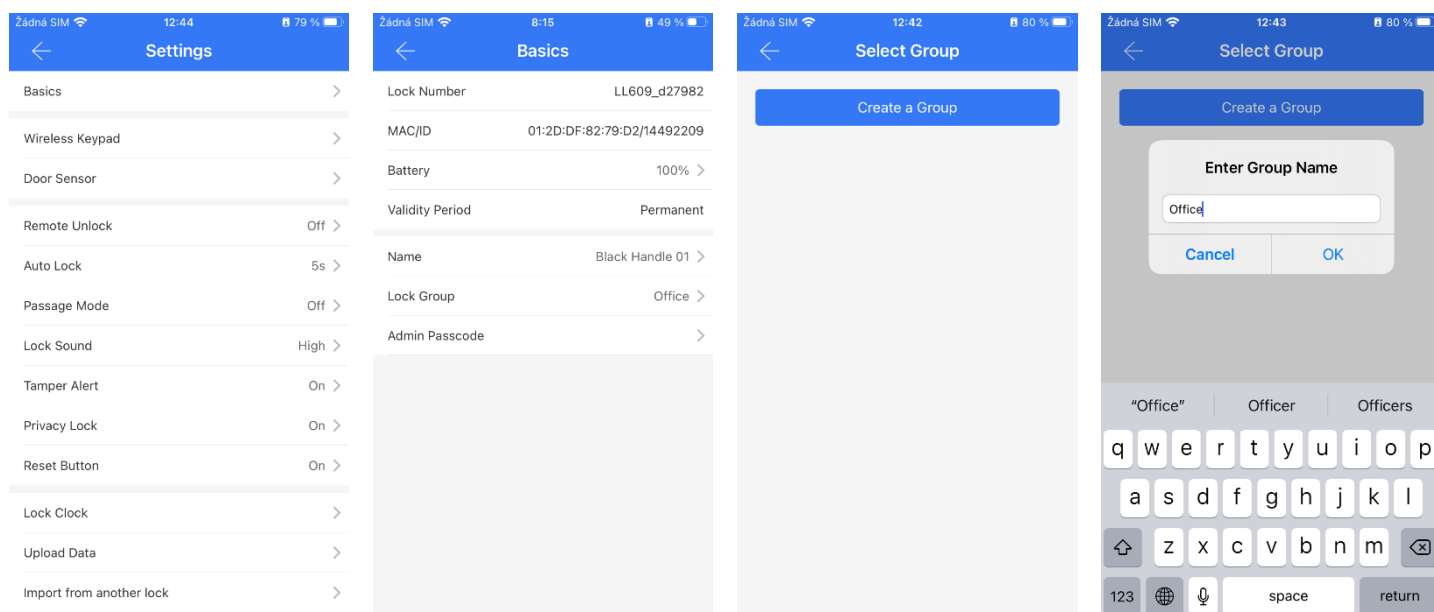 Žádná SIM 12:44 79 %
Settings
Basics
Wireless Keypad
Door Sensor
Remote Unlock Off
Auto Lock 5s
Passage Mode Off
Lock Sound High
Tamper Alert On
Privacy Lock On
Reset Button On
Lock Clock
Upload Data
Import from another lock
Žádná SIM 8:15 49 %
Basics
Lock Number LL609_d27982
MAC/ID 01:2D:DF:82:79:D2/14492209
Battery 100%
Validity Period Permanent
Name Black Handle 01
Lock Group Office
Admin Passcode
Žádná SIM 12:42 80 %
Select Group
Create a Group
Žádná SIM 12:43 80 %
Select Group
Create a Group
Enter Group Name
Office
Cancel OK
“Office” Officer Officers
q w e r t y u i o p
a s d f g h j k l
z x c v b n m
123 space return